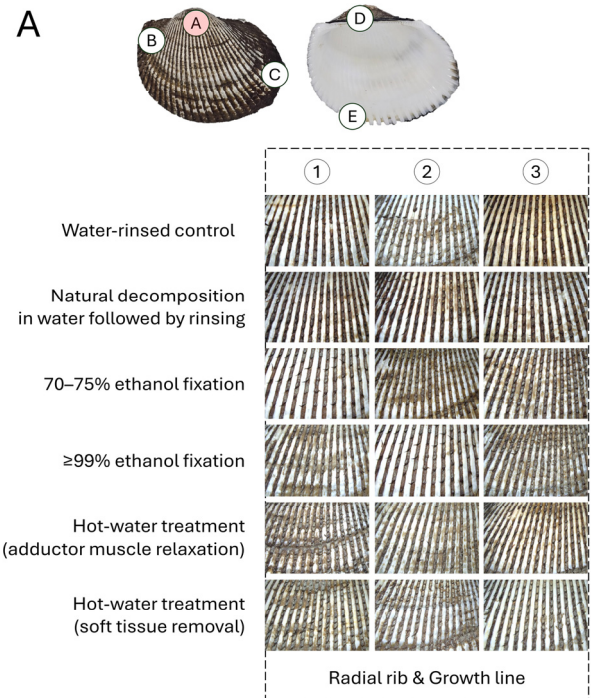 A
A
B
C
D
E
1
2
3
Water-rinsed control
Natural decomposition
in water followed by rinsing
70–75% ethanol fixation
≥99% ethanol fixation
Hot-water treatment
(adductor muscle relaxation)
Hot-water treatment
(soft tissue removal)
Radial rib & Growth line